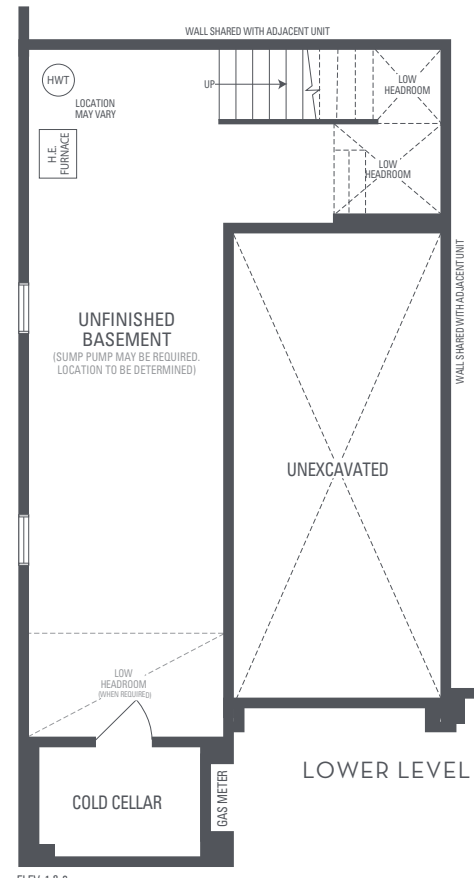 WALL SHARED WITH ADJACENT UNIT
HWT
LOCATION
MAY VARY
UP
LOW
HEADROOM
H.E.
FURNACE
LOW
HEADROOM
WALL SHARED WITH ADJACENT UNIT
UNFINISHED
BASEMENT
(SUMP PUMP MAY BE REQUIRED.
LOCATION TO BE DETERMINED)
UNEXCAVATED
LOW
HEADROOM
(WHEN REQUIRED)
COLD CELLAR
GAS METER
LOWER LEVEL